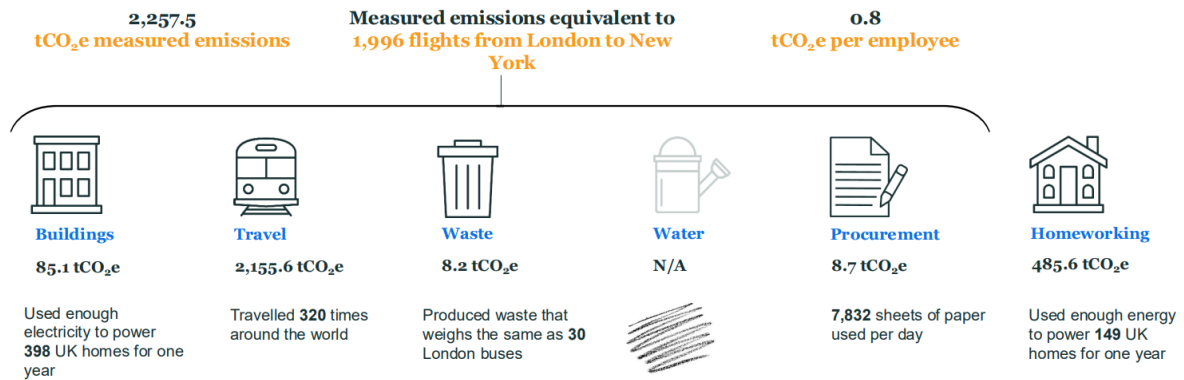 2,257.5
tCO₂e measured emissions
Measured emissions equivalent to
1,996 flights from London to New
York
0.8
tCO₂e per employee
Buildings
85.1 tCO₂e
Used enough
electricity to power
398 UK homes for one
year
Travel
2,155.6 tCO₂e
Travelled 320 times
around the world
Waste
8.2 tCO₂e
Produced waste that
weighs the same as 30
London buses
Water
N/A
Procurement
8.7 tCO₂e
7,832 sheets of paper
used per day
Homeworking
485.6 tCO₂e
Used enough energy
to power 149 UK
homes for one year